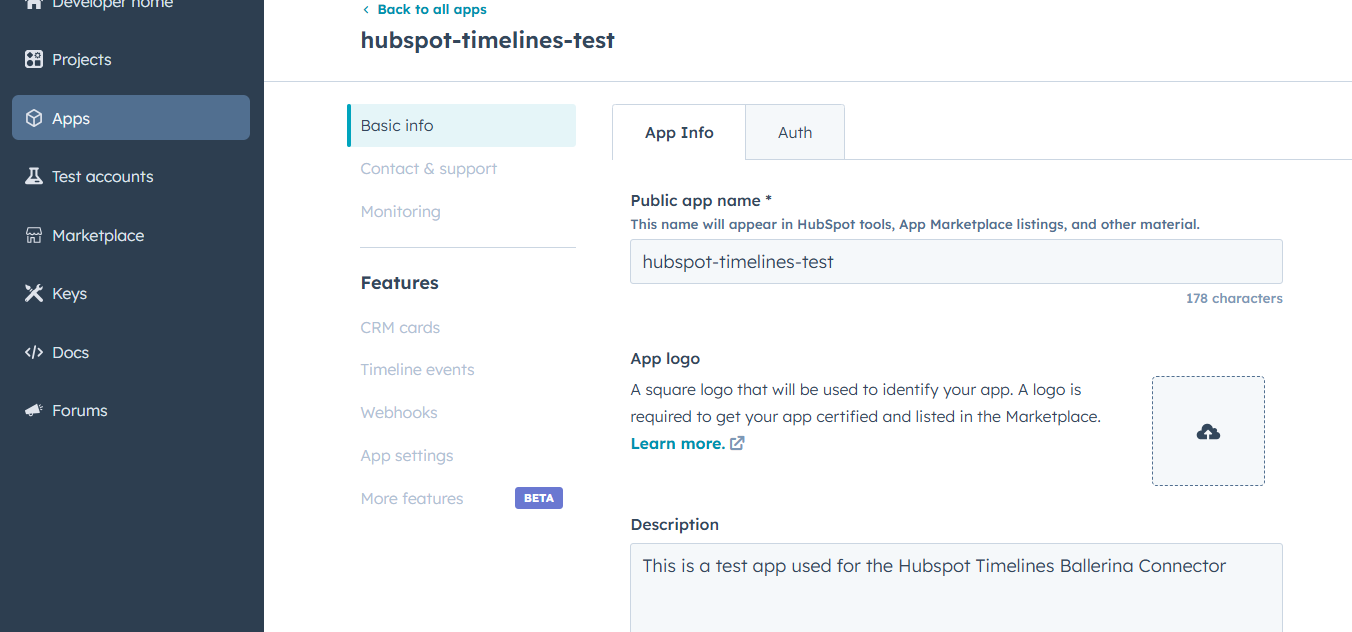 Developer home
Projects
Apps
Test accounts
Marketplace
Keys
Docs
Forums
Back to all apps
hubspot-timelines-test
Basic info
Contact & support
Monitoring
Features
CRM cards
Timeline events
Webhooks
App settings
More features BETA
App Info Auth
Public app name *
This name will appear in HubSpot tools, App Marketplace listings, and other material.
hubspot-timelines-test
178 characters
App logo
A square logo that will be used to identify your app. A logo is
required to get your app certified and listed in the Marketplace.
Learn more.
Description
This is a test app used for the Hubspot Timelines Ballerina Connector